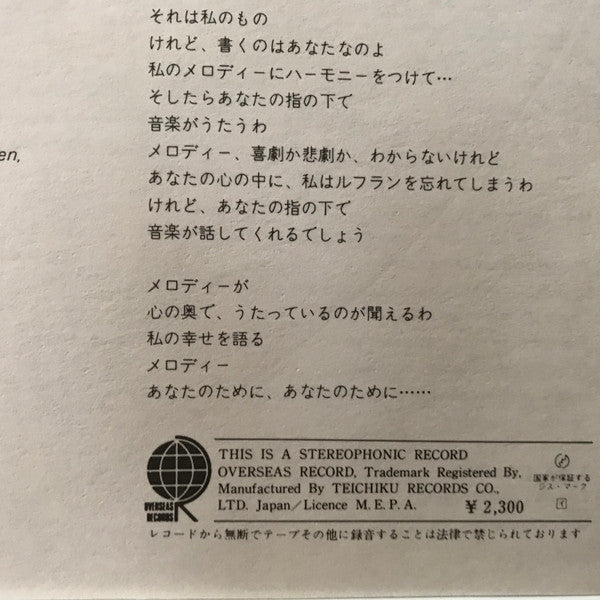 それは私のもの
けれど、書くのはあなたなのよ
私のメロディーにハーモニーをつけて…
そしたらあなたの指の下で
音楽がうたうわ
en,
メロディー、喜劇か悲劇か、わからないけれど
あなたの心の中に、私はルフランを忘れてしまうわ
けれど、あなたの指の下で
音楽が話してくれるでしょう
メロディーが
心の奥で、うたっているのが聞えるわ
私の幸せを語る
メロディー
あなたのために、あなたのために……
OVERSEAS
RECORDS
THIS IS A STEREOPHONIC RECORD
OVERSEAS RECORD, Trademark Registered By,
Manufactured By TEICHIKU RECORDS CO.,
LTD. Japan/Licence M. E. P. A. ¥ 2,300
国家が保証する
ジス・マーク
レコードから無断でテープその他に録音することは法律で禁じられております